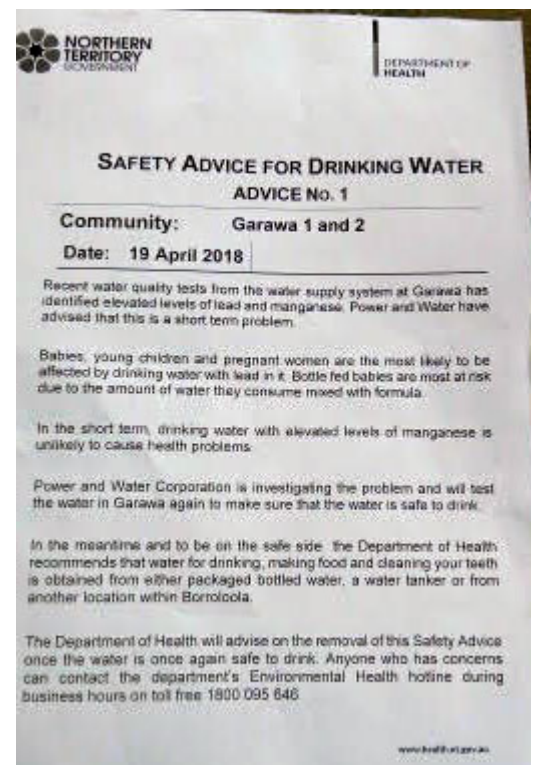 NORTHERN
TERRITORY
GOVERNMENT
DEPARTMENT OF
HEALTH
SAFETY ADVICE FOR DRINKING WATER
ADVICE NO. 1
Community: Garawa 1 and 2
Date: 19 April 2018
Recent water quality tests from the water supply system at Garawa has
identified elevated levels of lead and manganese. Power and Water have
advised that this is a short term problem.
Babies, young children and pregnant women are the most likely to be
affected by drinking water with lead in it. Bottle fed babies are most at risk
due to the amount of water they consume mixed with formula.
In the short term, drinking water with elevated levels of manganese is
unlikely to cause health problems.
Power and Water Corporation is investigating the problem and will test
the water in Garawa again to make sure that the water is safe to drink.
In the meantime and to be on the safe side the Department of Health
recommends that water for drinking, making food and cleaning your teeth
is obtained from either packaged bottled water, a water tanker or from
another location within Borroloola.
The Department of Health will advise on the removal of this Safety Advice
once the water is once again safe to drink. Anyone who has concerns
can contact the department's Environmental Health hotline during
business hours on toll free 1800 095 646
www.health.nt.gov.au